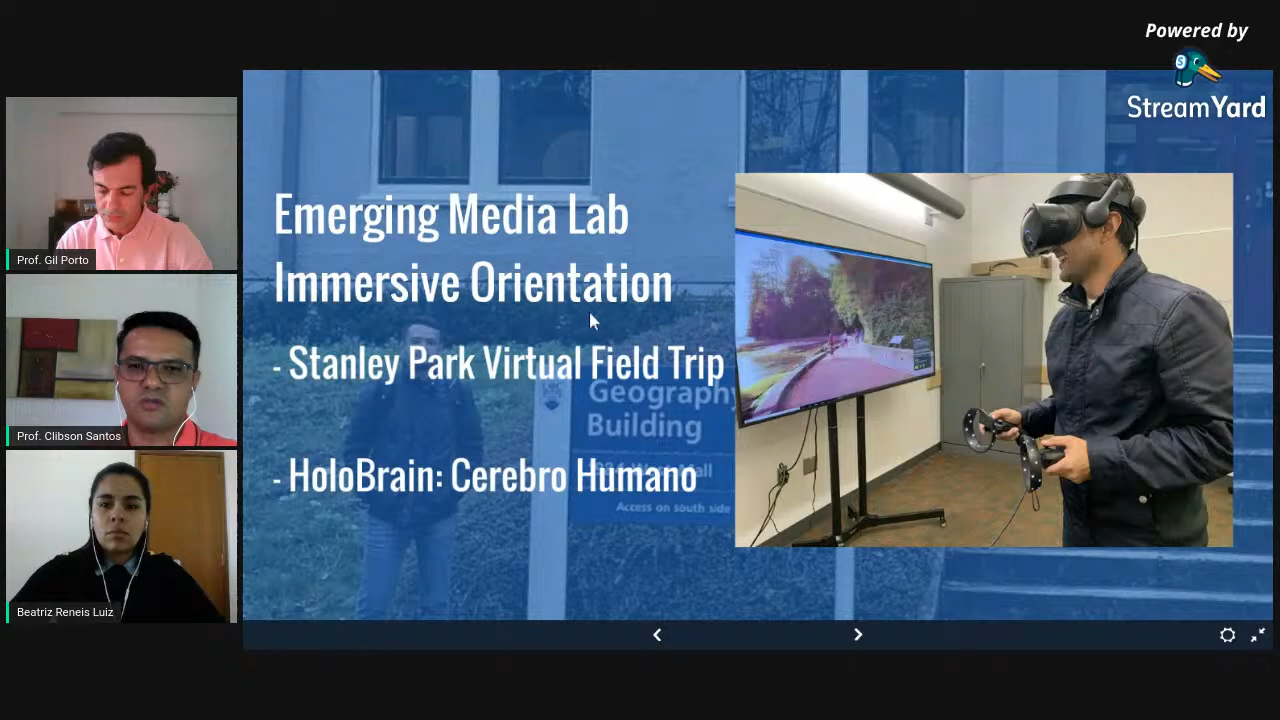 Powered by
StreamYard
Prof. Gil Porto
Prof. Clibson Santos
Beatriz Reneis Luiz
Emerging Media Lab
Immersive Orientation
- Stanley Park Virtual Field Trip
- HoloBrain: Cerebro Humano
Geography
Building
Mall
Access on south side